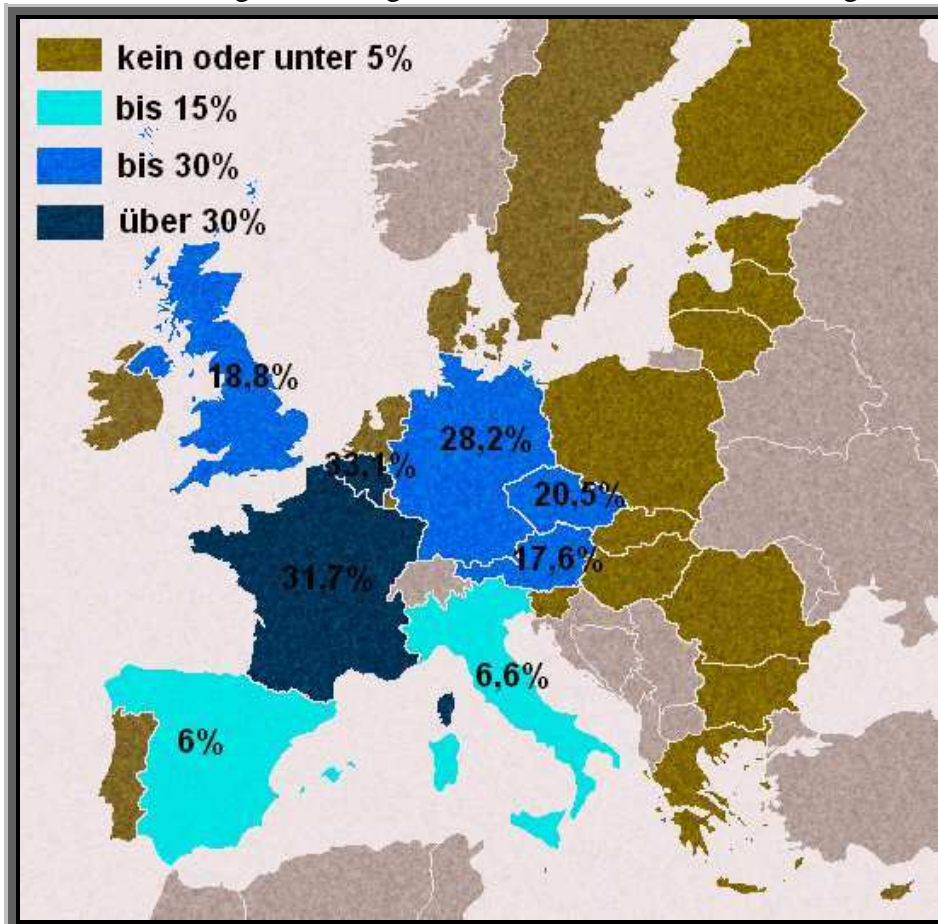 kein oder unter 5%
bis 15%
bis 30%
über 30%
18,8%
28,2%
33,1%
20,5%
17,6%
31,7%
6,6%
6%